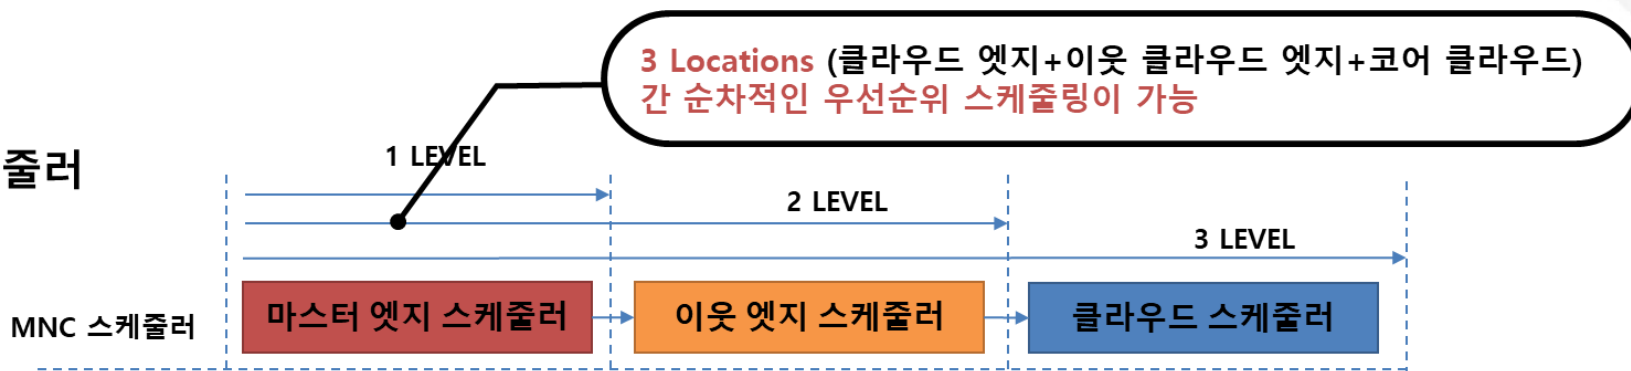 3 Locations (클라우드 엣지+이웃 클라우드 엣지+코어 클라우드)
간 순차적인 우선순위 스케줄링이 가능
줄러
1 LEVEL
2 LEVEL
3 LEVEL
MNC 스케줄러
마스터 엣지 스케줄러
이웃 엣지 스케줄러
클라우드 스케줄러